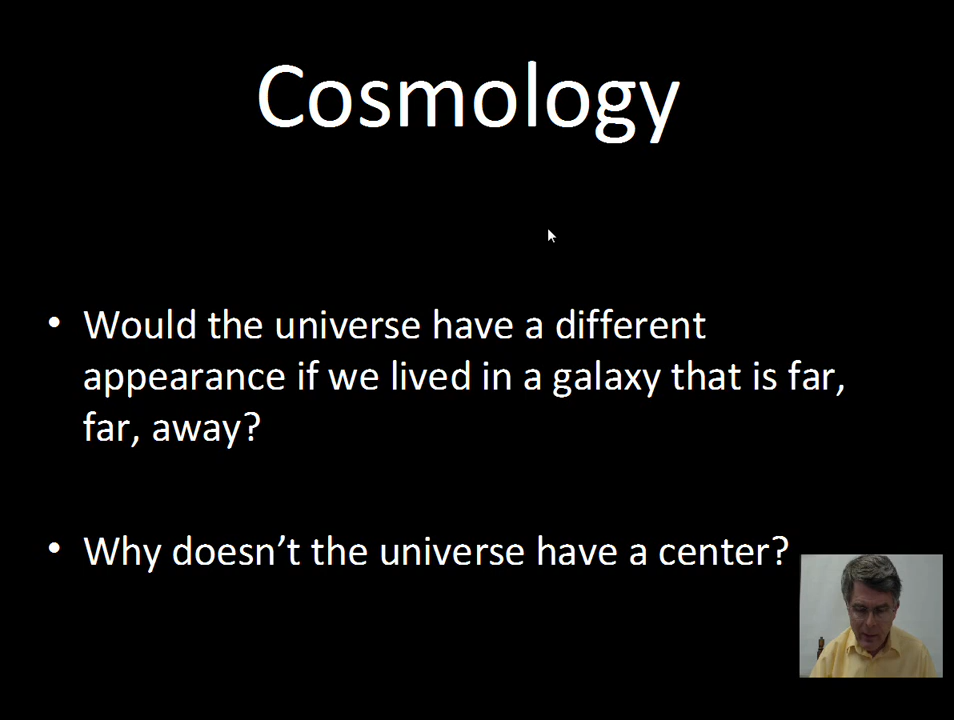 Cosmology
• Would the universe have a different
appearance if we lived in a galaxy that is far,
far, away?
• Why doesn’t the universe have a center?